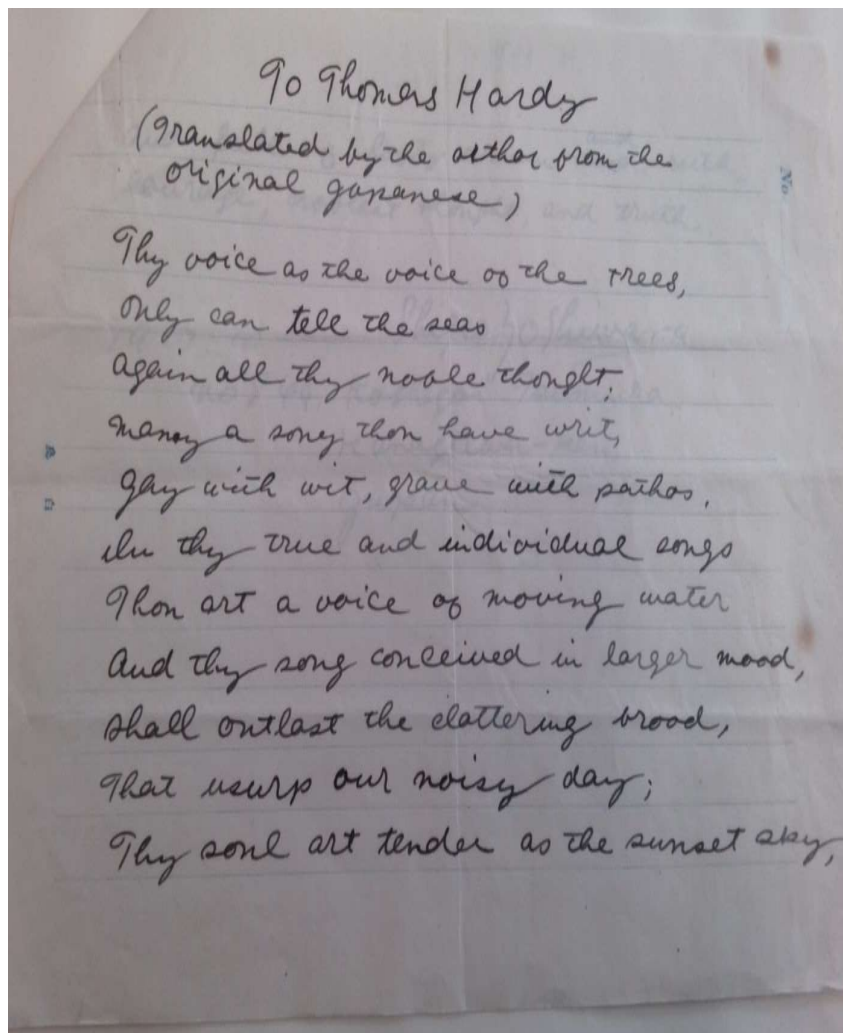 To Thomas Hardy
(Translated by the author from the
original Japanese)
Thy voice as the voice of the trees,
Only can tell the seas
Again all thy noble thought;
Many a song thou have writ,
Gay with wit, grave with pathos.
In thy true and individual songs
Thou art a voice of moving water
And thy song conceived in larger mood,
Shall outlast the clattering brood,
That usurp our noisy day;
Thy soul art tender as the sunset sky,
No.